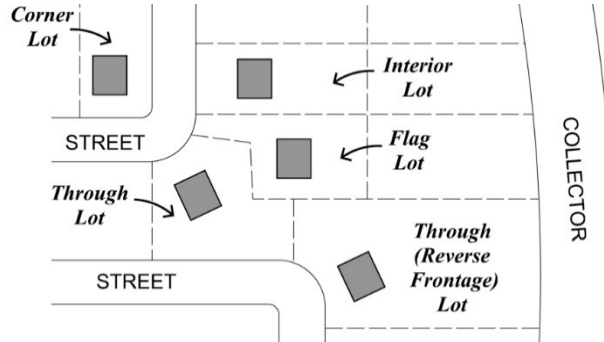 Corner
Lot
Interior
Lot
STREET
Flag
Lot
COLLECTOR
Through
Lot
Through
(Reverse
Frontage)
Lot
STREET